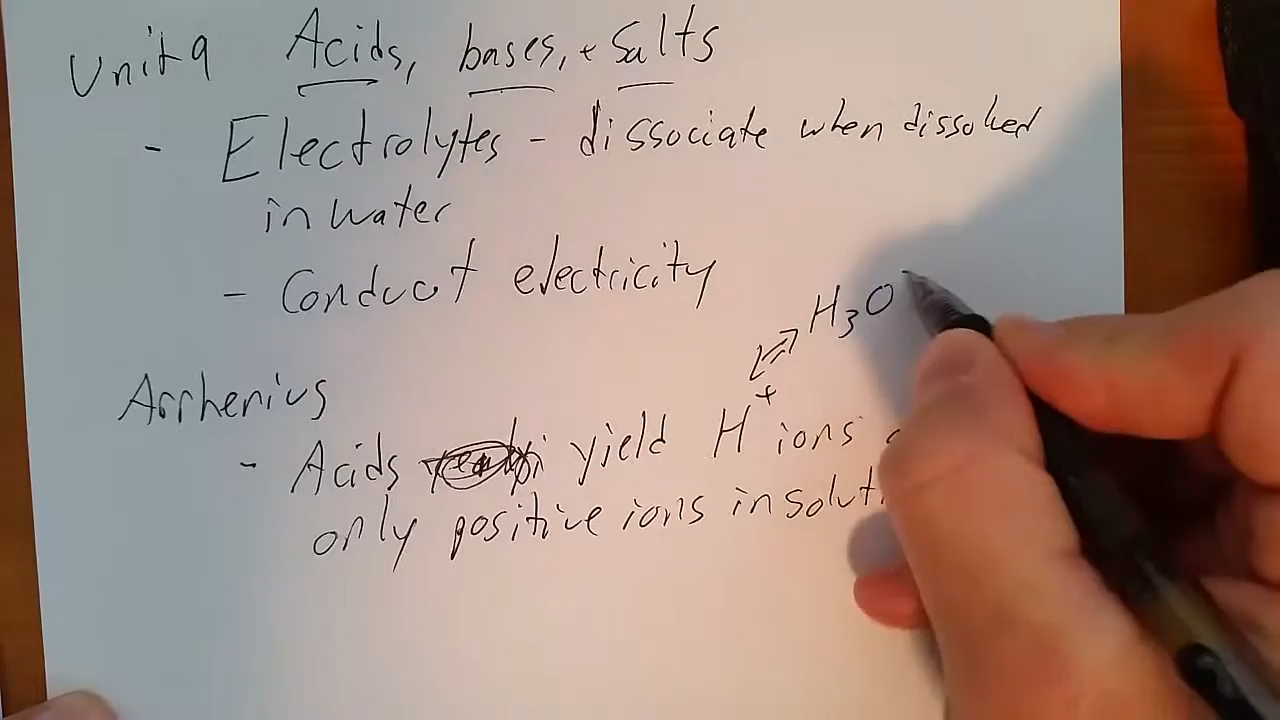 Unit 9 Acids, bases, + Salts
- Electrolytes - dissociate when dissolved
in water
- Conduct electricity
H₃O
Arrhenius
- Acids yield H⁺ ions
only positive ions in